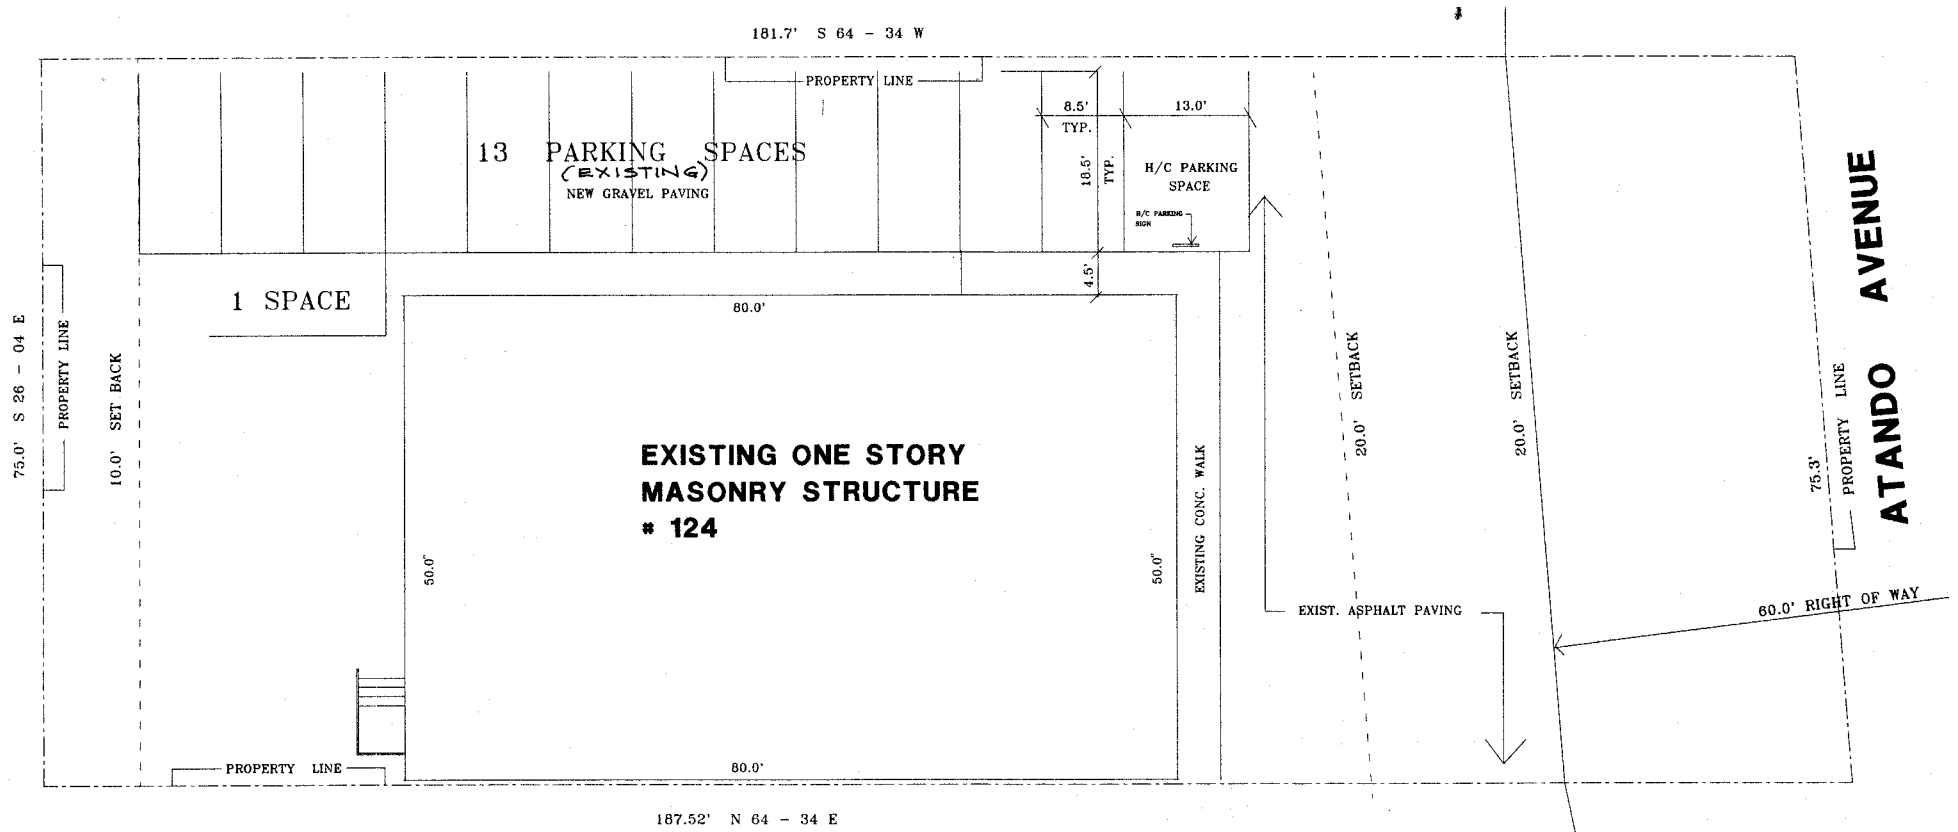 181.7' S 64 - 34 W
PROPERTY LINE
8.5'
TYP.
13.0'
13 PARKING SPACES
(EXISTING)
NEW GRAVEL PAVING
18.5'
TYP.
H/C PARKING
SPACE
H/C PARKING
SIGN
4.5'
1 SPACE
80.0'
75.0' S 26 - 04 E
PROPERTY LINE
10.0' SET BACK
EXISTING ONE STORY
MASONRY STRUCTURE
# 124
50.0"
50.0"
EXISTING CONC. WALK
20.0' SETBACK
20.0' SETBACK
75.3'
PROPERTY LINE
ATANDO AVENUE
EXIST. ASPHALT PAVING
60.0' RIGHT OF WAY
PROPERTY LINE
80.0'
187.52' N 64 - 34 E